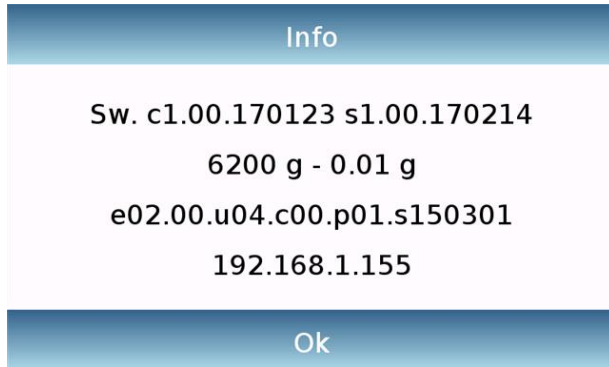 Info
Sw. c1.00.170123 s1.00.170214
6200 g - 0.01 g
e02.00.u04.c00.p01.s150301
192.168.1.155
Ok